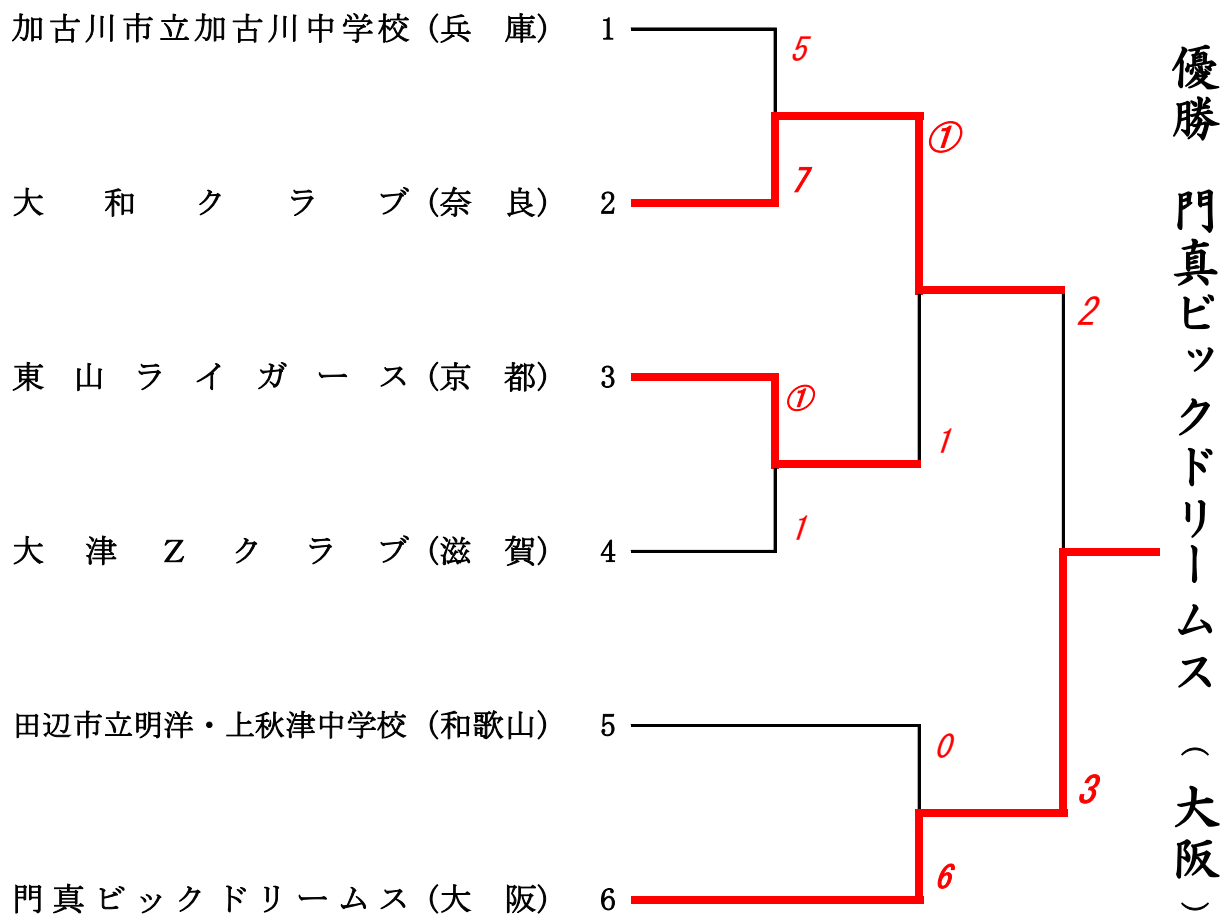 加古川市立加古川中学校 (兵 庫) 1
5
①
大和クラブ (奈 良) 2
7
2
東山ライガース (京 都) 3
①
1
大津Zクラブ (滋 賀) 4
1
田辺市立明洋・上秋津中学校 (和歌山) 5
0
3
門真ビックドリームス (大 阪) 6
6
優勝 門真ビックドリームス (大阪)